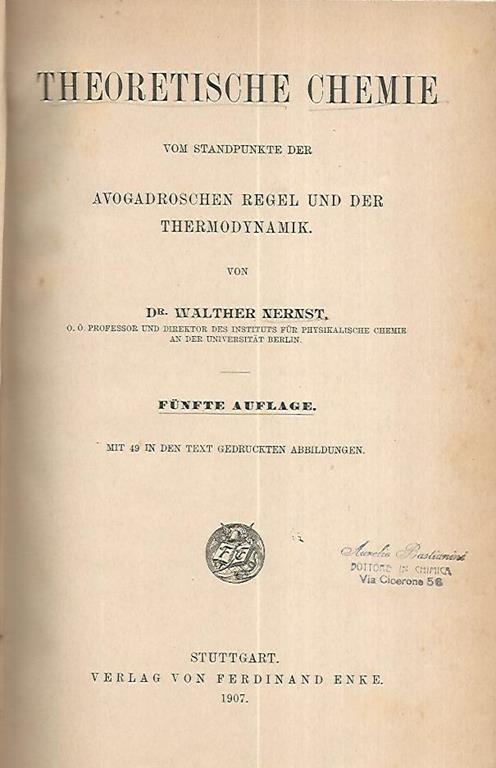 THEORETISCHE CHEMIE
VOM STANDPUNKTE DER
AVOGADROSCHEN REGEL UND DER
THERMODYNAMIK.
VON
DR. WALTHER NERNST,
O. Ö. PROFESSOR UND DIREKTOR DES INSTITUTS FÜR PHYSIKALISCHE CHEMIE
AN DER UNIVERSITÄT BERLIN.
FÜNFTE AUFLAGE.
MIT 49 IN DEN TEXT GEDRUCKTEN ABBILDUNGEN.
F E
Aurelio Bastianini
DOTTORE IN CHIMICA
Via Cicerone 56
STUTTGART.
VERLAG VON FERDINAND ENKE.
1907.